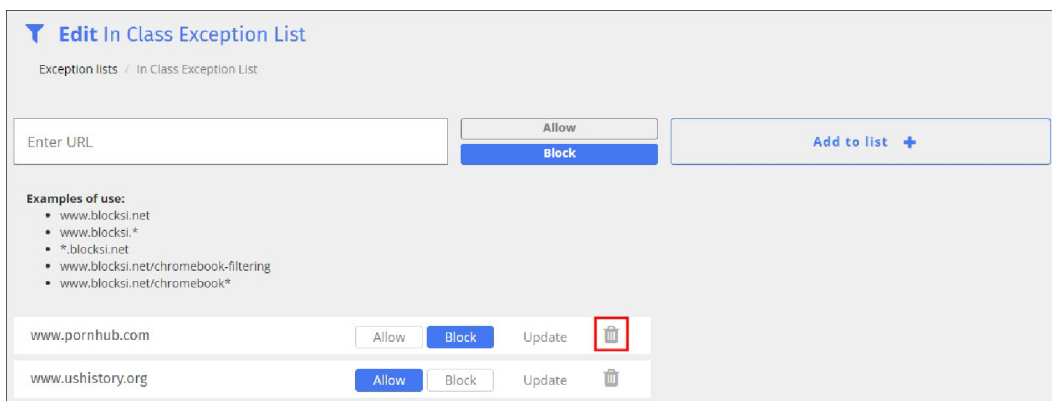 Edit In Class Exception List
Exception lists / In Class Exception List
Enter URL
Allow
Block
Add to list +
Examples of use:
• www.blocksi.net
• www.blocksi.*
• *.blocksi.net
• www.blocksi.net/chromebook-filtering
• www.blocksi.net/chromebook*
www.pornhub.com Allow Block Update
www.ushistory.org Allow Block Update